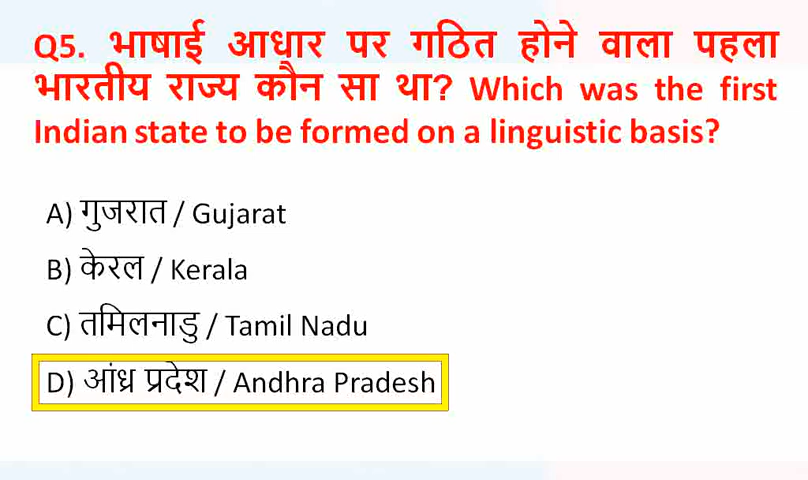 Q5. भाषाई आधार पर गठित होने वाला पहला
भारतीय राज्य कौन सा था? Which was the first
Indian state to be formed on a linguistic basis?
A) गुजरात / Gujarat
B) केरल / Kerala
C) तमिलनाडु / Tamil Nadu
D) आंध्र प्रदेश / Andhra Pradesh